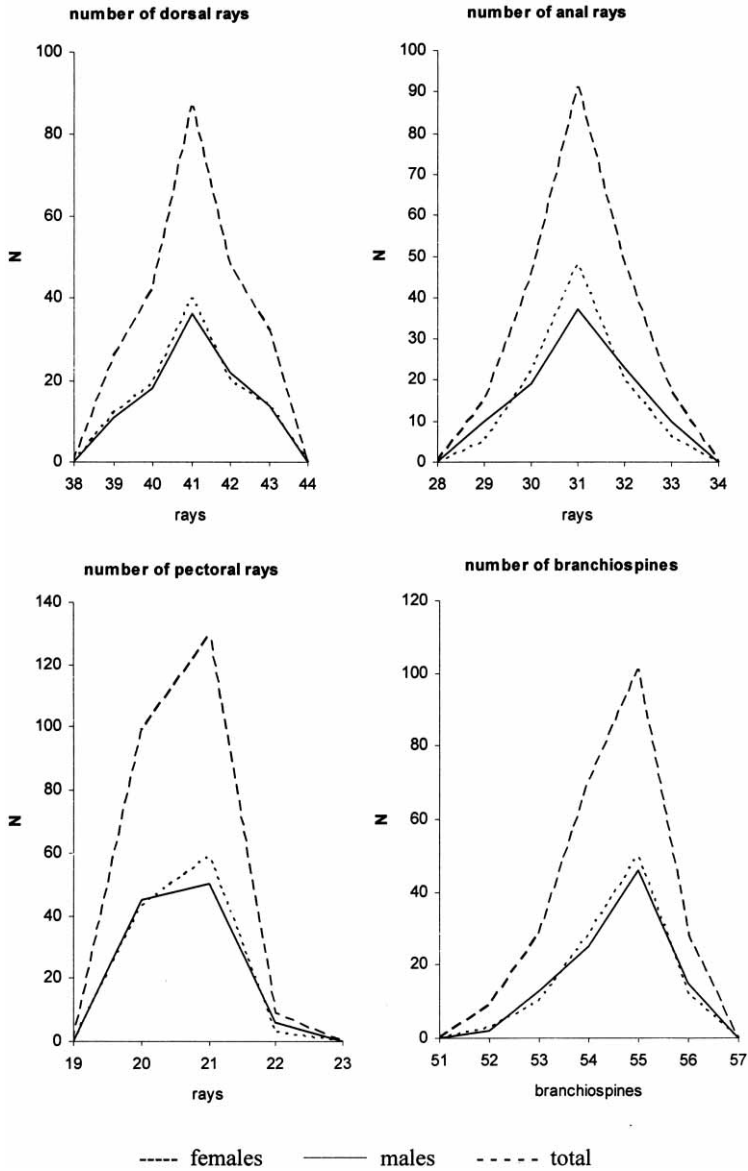 number of dorsal rays
100
80
60
40
20
0
N
38 39 40 41 42 43 44
rays
number of anal rays
100
90
80
70
60
50
40
30
20
10
0
N
28 29 30 31 32 33 34
rays
number of pectoral rays
140
120
100
80
60
40
20
0
N
19 20 21 22 23
rays
number of branchiospines
120
100
80
60
40
20
0
N
51 52 53 54 55 56 57
branchiospines
females males total